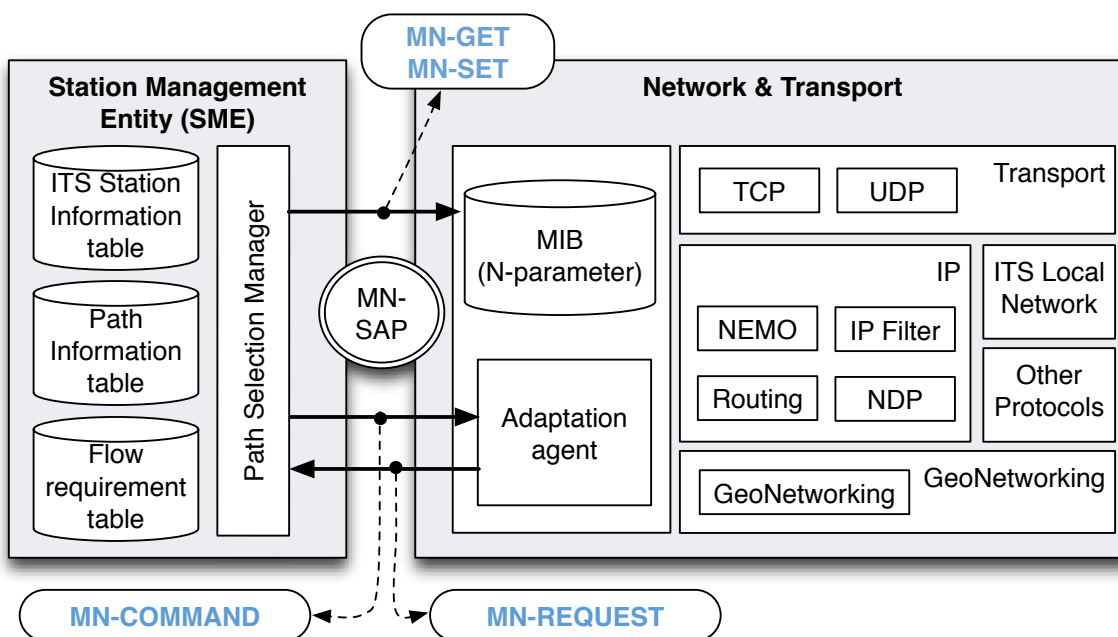 MN-GET
MN-SET
Station Management
Entity (SME)
Network & Transport
ITS Station
Information
table
Path
Information
table
Flow
requirement
table
Path Selection Manager
MN-
SAP
MIB
(N-parameter)
Adaptation
agent
Transport
TCP
UDP
IP
NEMO
IP Filter
Routing
NDP
ITS Local
Network
Other
Protocols
GeoNetworking
GeoNetworking
MN-COMMAND
MN-REQUEST